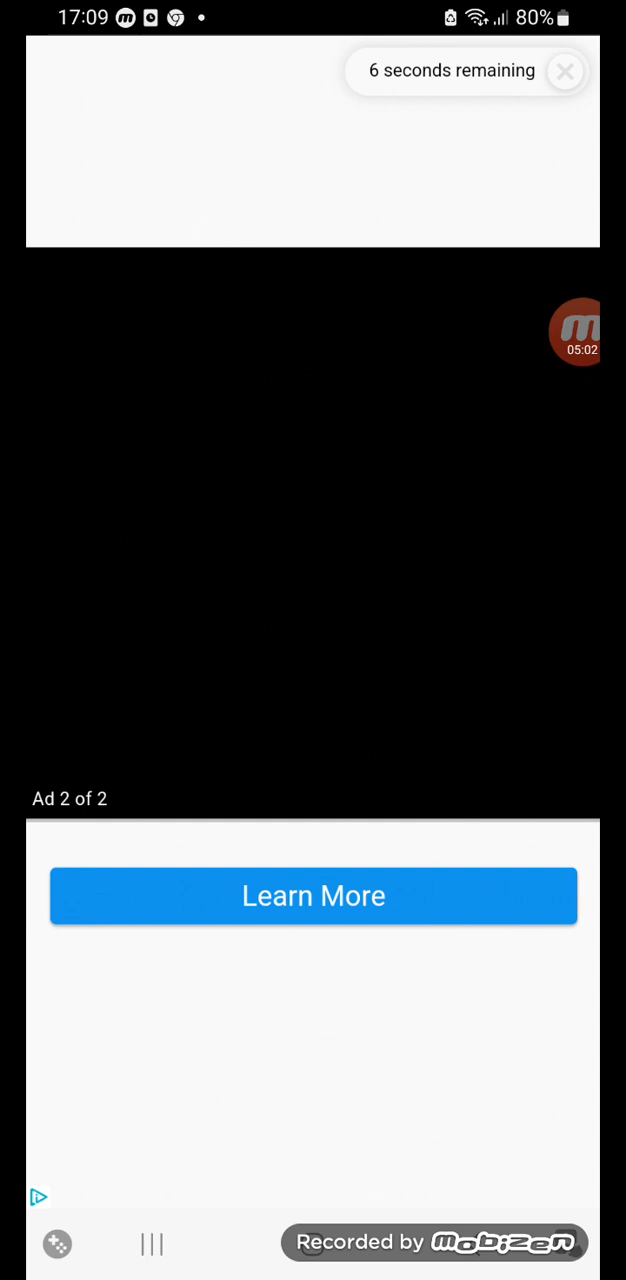 17:09 80%
6 seconds remaining
m
05:02
Ad 2 of 2
Learn More
Recorded by mobizen